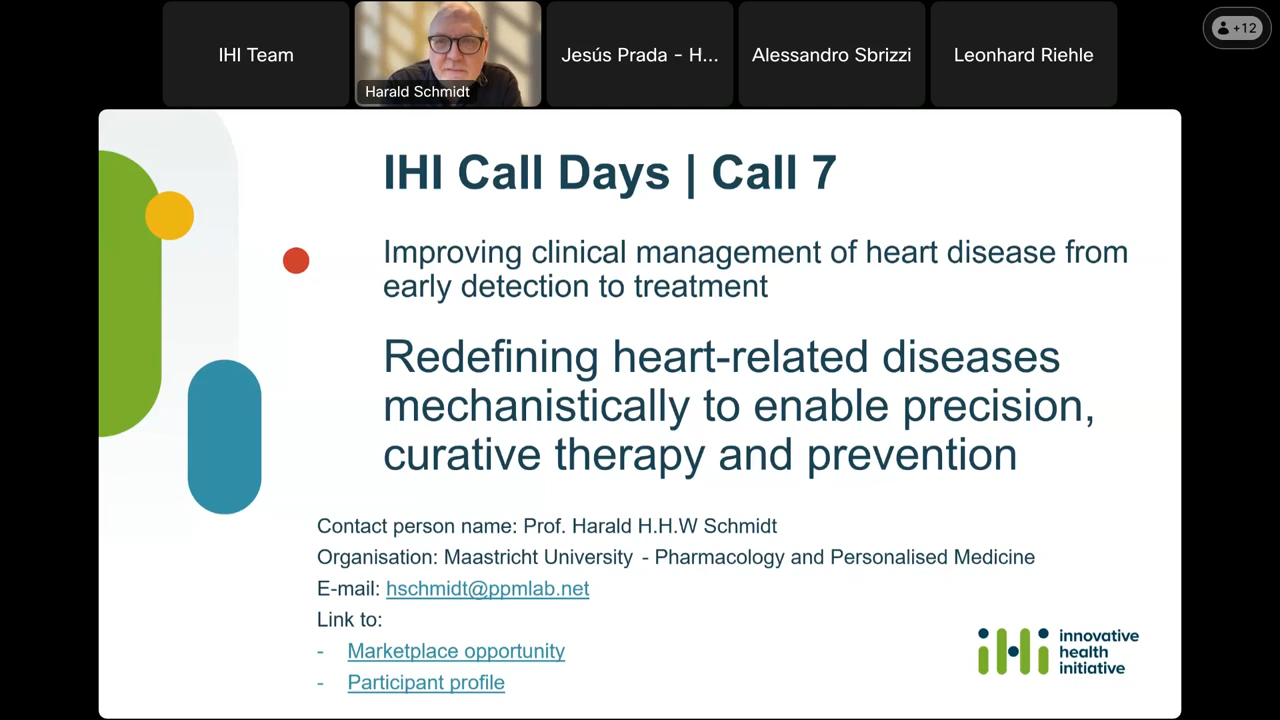 IHI Team
Harald Schmidt
Jesús Prada - H...
Alessandro Sbrizzi
Leonhard Riehle
+12
IHI Call Days | Call 7
Improving clinical management of heart disease from
early detection to treatment
Redefining heart-related diseases
mechanistically to enable precision,
curative therapy and prevention
Contact person name: Prof. Harald H.H.W Schmidt
Organisation: Maastricht University - Pharmacology and Personalised Medicine
E-mail: hschmidt@ppmlab.net
Link to:
- Marketplace opportunity
- Participant profile
iHi
innovative
health
initiative